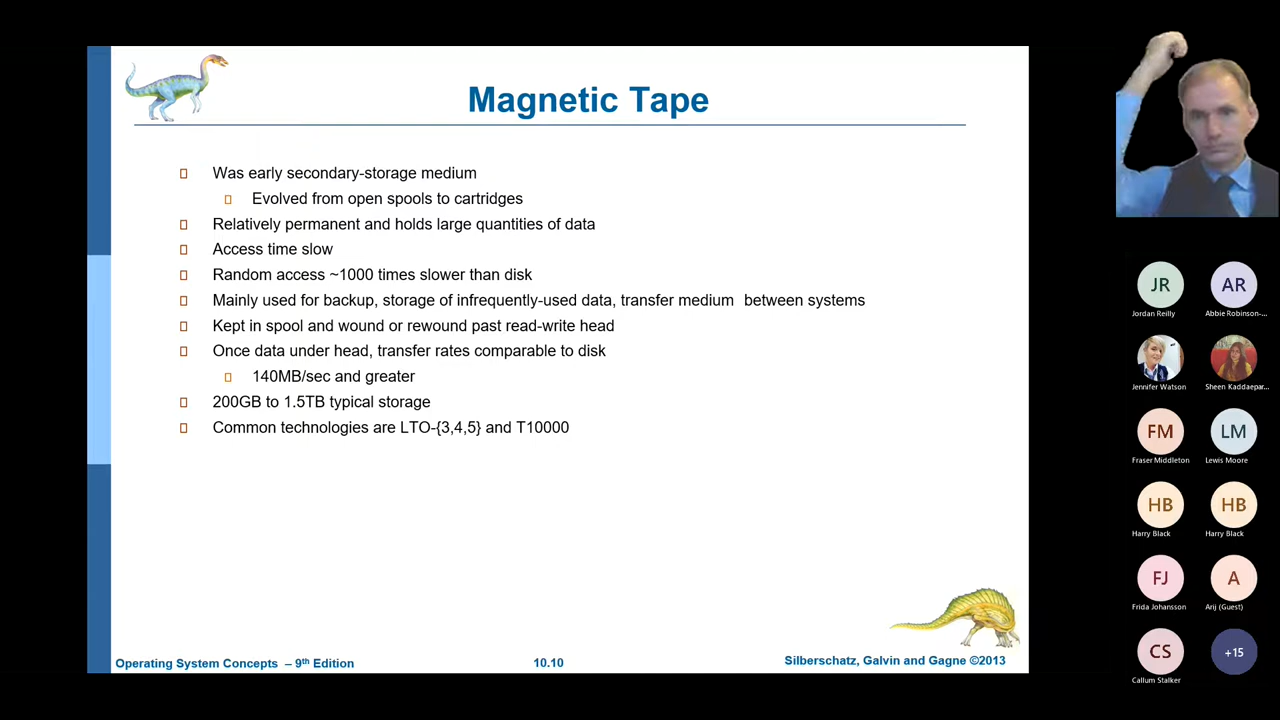 Magnetic Tape
Was early secondary-storage medium
Evolved from open spools to cartridges
Relatively permanent and holds large quantities of data
Access time slow
Random access ~1000 times slower than disk
Mainly used for backup, storage of infrequently-used data, transfer medium between systems
Kept in spool and wound or rewound past read-write head
Once data under head, transfer rates comparable to disk
140MB/sec and greater
200GB to 1.5TB typical storage
Common technologies are LTO-{3,4,5} and T10000
Operating System Concepts – 9th Edition
10.10
Silberschatz, Galvin and Gagne ©2013
JR
AR
Jordan Reilly
Abbie Robinson-...
Jennifer Watson
Sheen Kaddaepar...
FM
LM
Fraser Middleton
Lewis Moore
HB
HB
Harry Black
Harry Black
FJ
A
Frida Johansson
Arij (Guest)
CS
+15
Callum Stalker